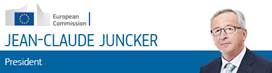 European
Commission
JEAN-CLAUDE JUNCKER
President